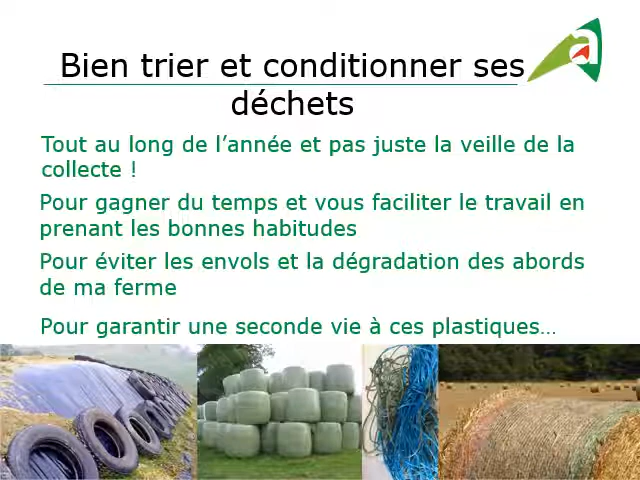 Bien trier et conditionner ses
déchets
Tout au long de l’année et pas juste la veille de la
collecte !
Pour gagner du temps et vous faciliter le travail en
prenant les bonnes habitudes
Pour éviter les envols et la dégradation des abords
de ma ferme
Pour garantir une seconde vie à ces plastiques…